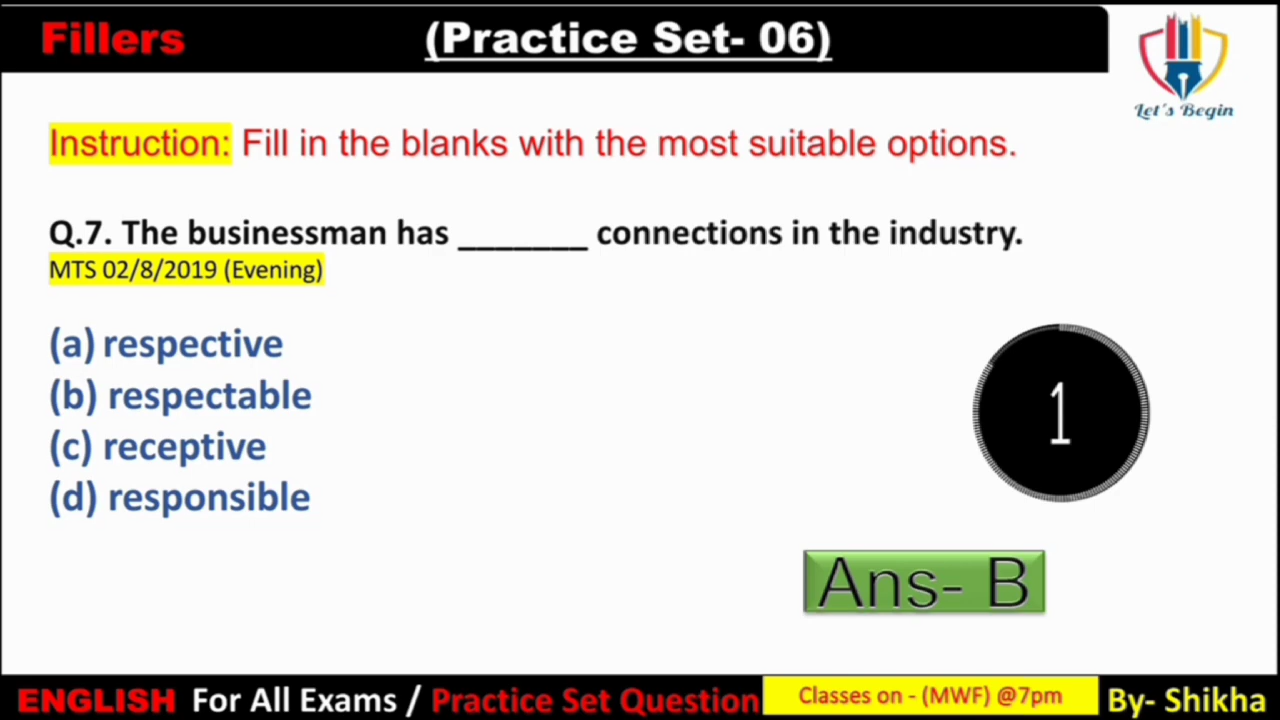 Fillers (Practice Set- 06)
Let's Begin
Instruction: Fill in the blanks with the most suitable options.
Q.7. The businessman has _______ connections in the industry.
MTS 02/8/2019 (Evening)
(a) respective
(b) respectable
(c) receptive
(d) responsible
1
Ans- B
ENGLISH For All Exams / Practice Set Question Classes on - (MWF) @7pm By- Shikha